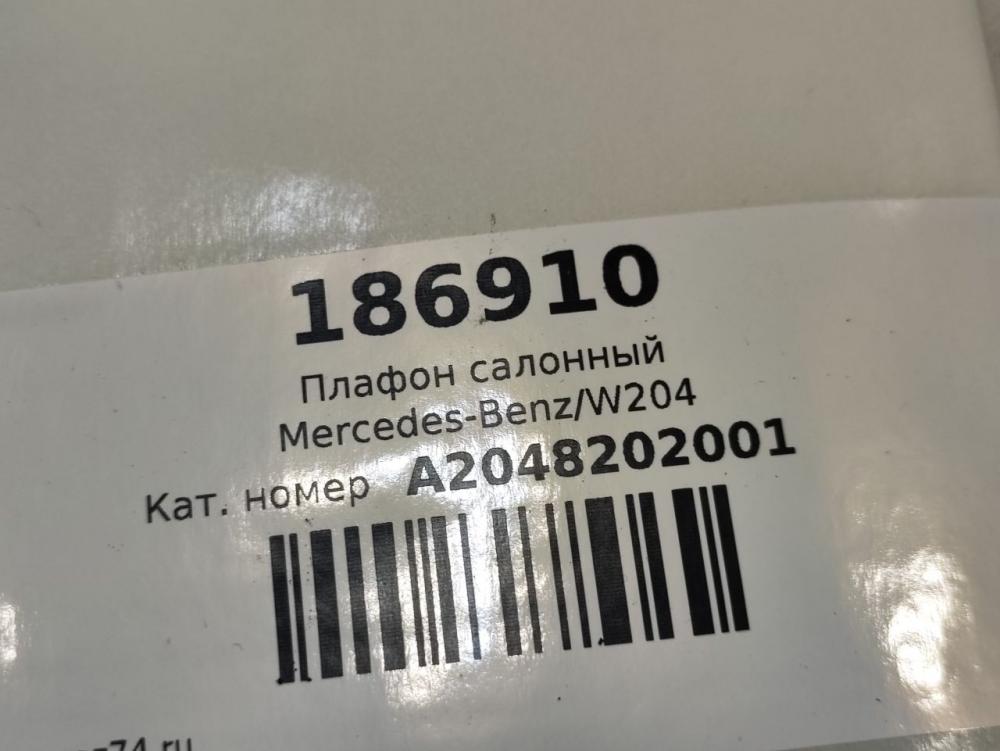 186910
Плафон салонный
Mercedes-Benz/W204
Кат. номер A2048202001